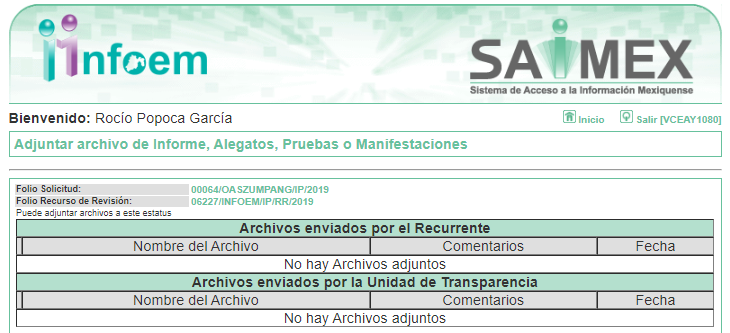 infoem
SAIMEX
Sistema de Acceso a la Información Mexiquense
Bienvenido: Rocío Popoca García
Inicio Salir [VCEAY1080]
Adjuntar archivo de Informe, Alegatos, Pruebas o Manifestaciones
Folio Solicitud: 00064/OASZUMPANG/IP/2019
Folio Recurso de Revisión: 06227/INFOEM/IP/RR/2019
Puede adjuntar archivos a este estatus
Archivos enviados por el Recurrente
Nombre del Archivo Comentarios Fecha
No hay Archivos adjuntos
Archivos enviados por la Unidad de Transparencia
Nombre del Archivo Comentarios Fecha
No hay Archivos adjuntos